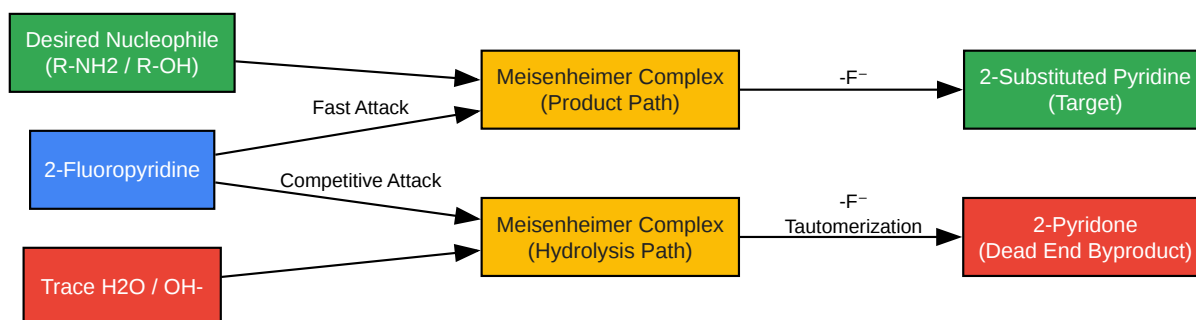 Desired Nucleophile
(R-NH2 / R-OH)
Fast Attack
2-Fluoropyridine
Competitive Attack
Trace H2O / OH-
Meisenheimer Complex
(Product Path)
-F⁻
2-Substituted Pyridine
(Target)
Meisenheimer Complex
(Hydrolysis Path)
-F⁻
Tautomerization
2-Pyridone
(Dead End Byproduct)